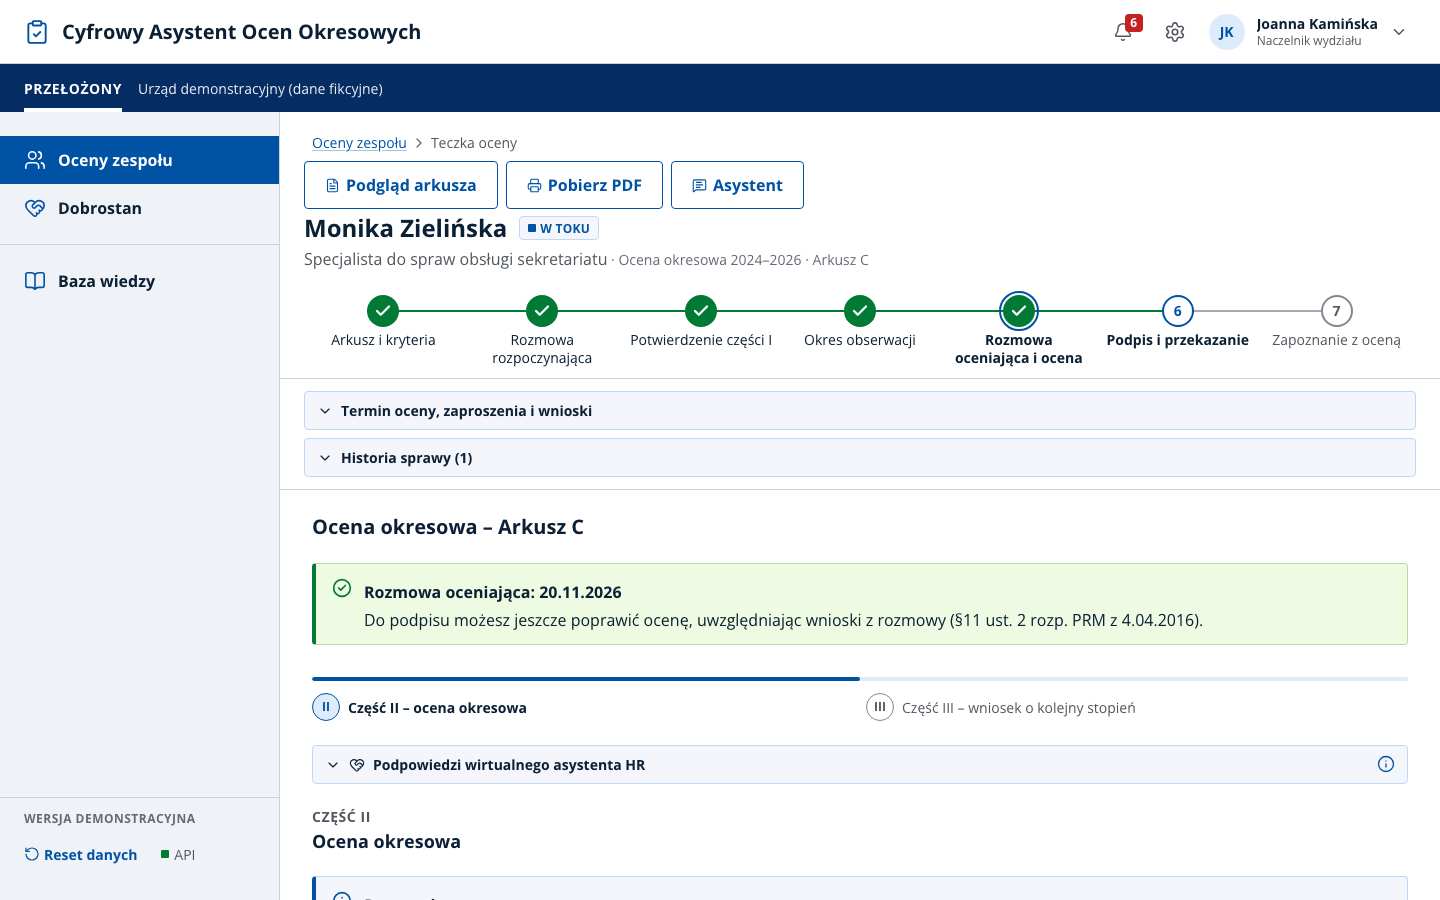 Cyfrowy Asystent Ocen Okresowych
6
JK
Joanna Kamińska
Naczelnik wydziału
PRZEŁOŻONY
Urząd demonstracyjny (dane fikcyjne)
Oceny zespołu
Dobrostan
Baza wiedzy
WERSJA DEMONSTRACYJNA
Reset danych
API
Oceny zespołu > Teczka oceny
Podgląd arkusza
Pobierz PDF
Asystent
Monika Zielińska
W TOKU
Specjalista do spraw obsługi sekretariatu · Ocena okresowa 2024–2026 · Arkusz C
Arkusz i kryteria
Rozmowa
rozpoczynająca
Potwierdzenie części I
Okres obserwacji
Rozmowa
oceniająca i ocena
6
Podpis i przekazanie
7
Zapoznanie z oceną
Termin oceny, zaproszenia i wnioski
Historia sprawy (1)
Ocena okresowa – Arkusz C
Rozmowa oceniająca: 20.11.2026
Do podpisu możesz jeszcze poprawić ocenę, uwzględniając wnioski z rozmowy (§11 ust. 2 rozp. PRM z 4.04.2016).
II
Część II – ocena okresowa
III
Część III – wniosek o kolejny stopień
Podpowiedzi wirtualnego asystenta HR
CZĘŚĆ II
Ocena okresowa